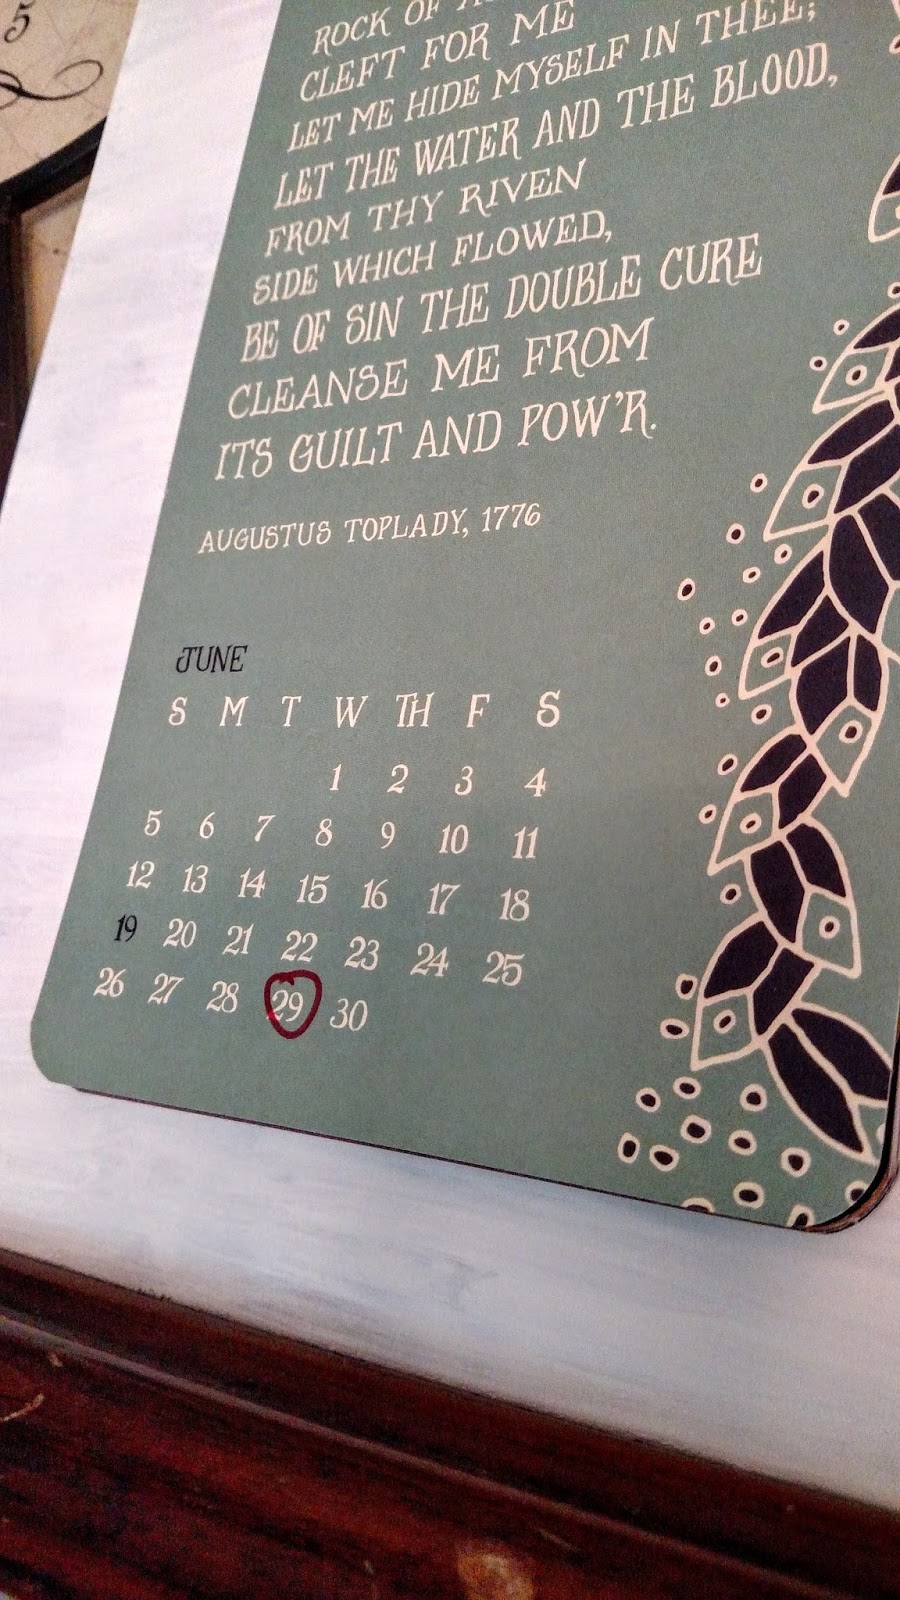 5
ROCK OF
CLEFT FOR ME
LET ME HIDE MYSELF IN THEE;
LET THE WATER AND THE BLOOD,
FROM THY RIVEN
SIDE WHICH FLOWED,
BE OF SIN THE DOUBLE CURE
CLEANSE ME FROM
ITS GUILT AND POW'R.
AUGUSTUS TOPLADY, 1776
JUNE
S M T W TH F S
1 2 3 4
5 6 7 8 9 10 11
12 13 14 15 16 17 18
19 20 21 22 23 24 25
26 27 28 29 30